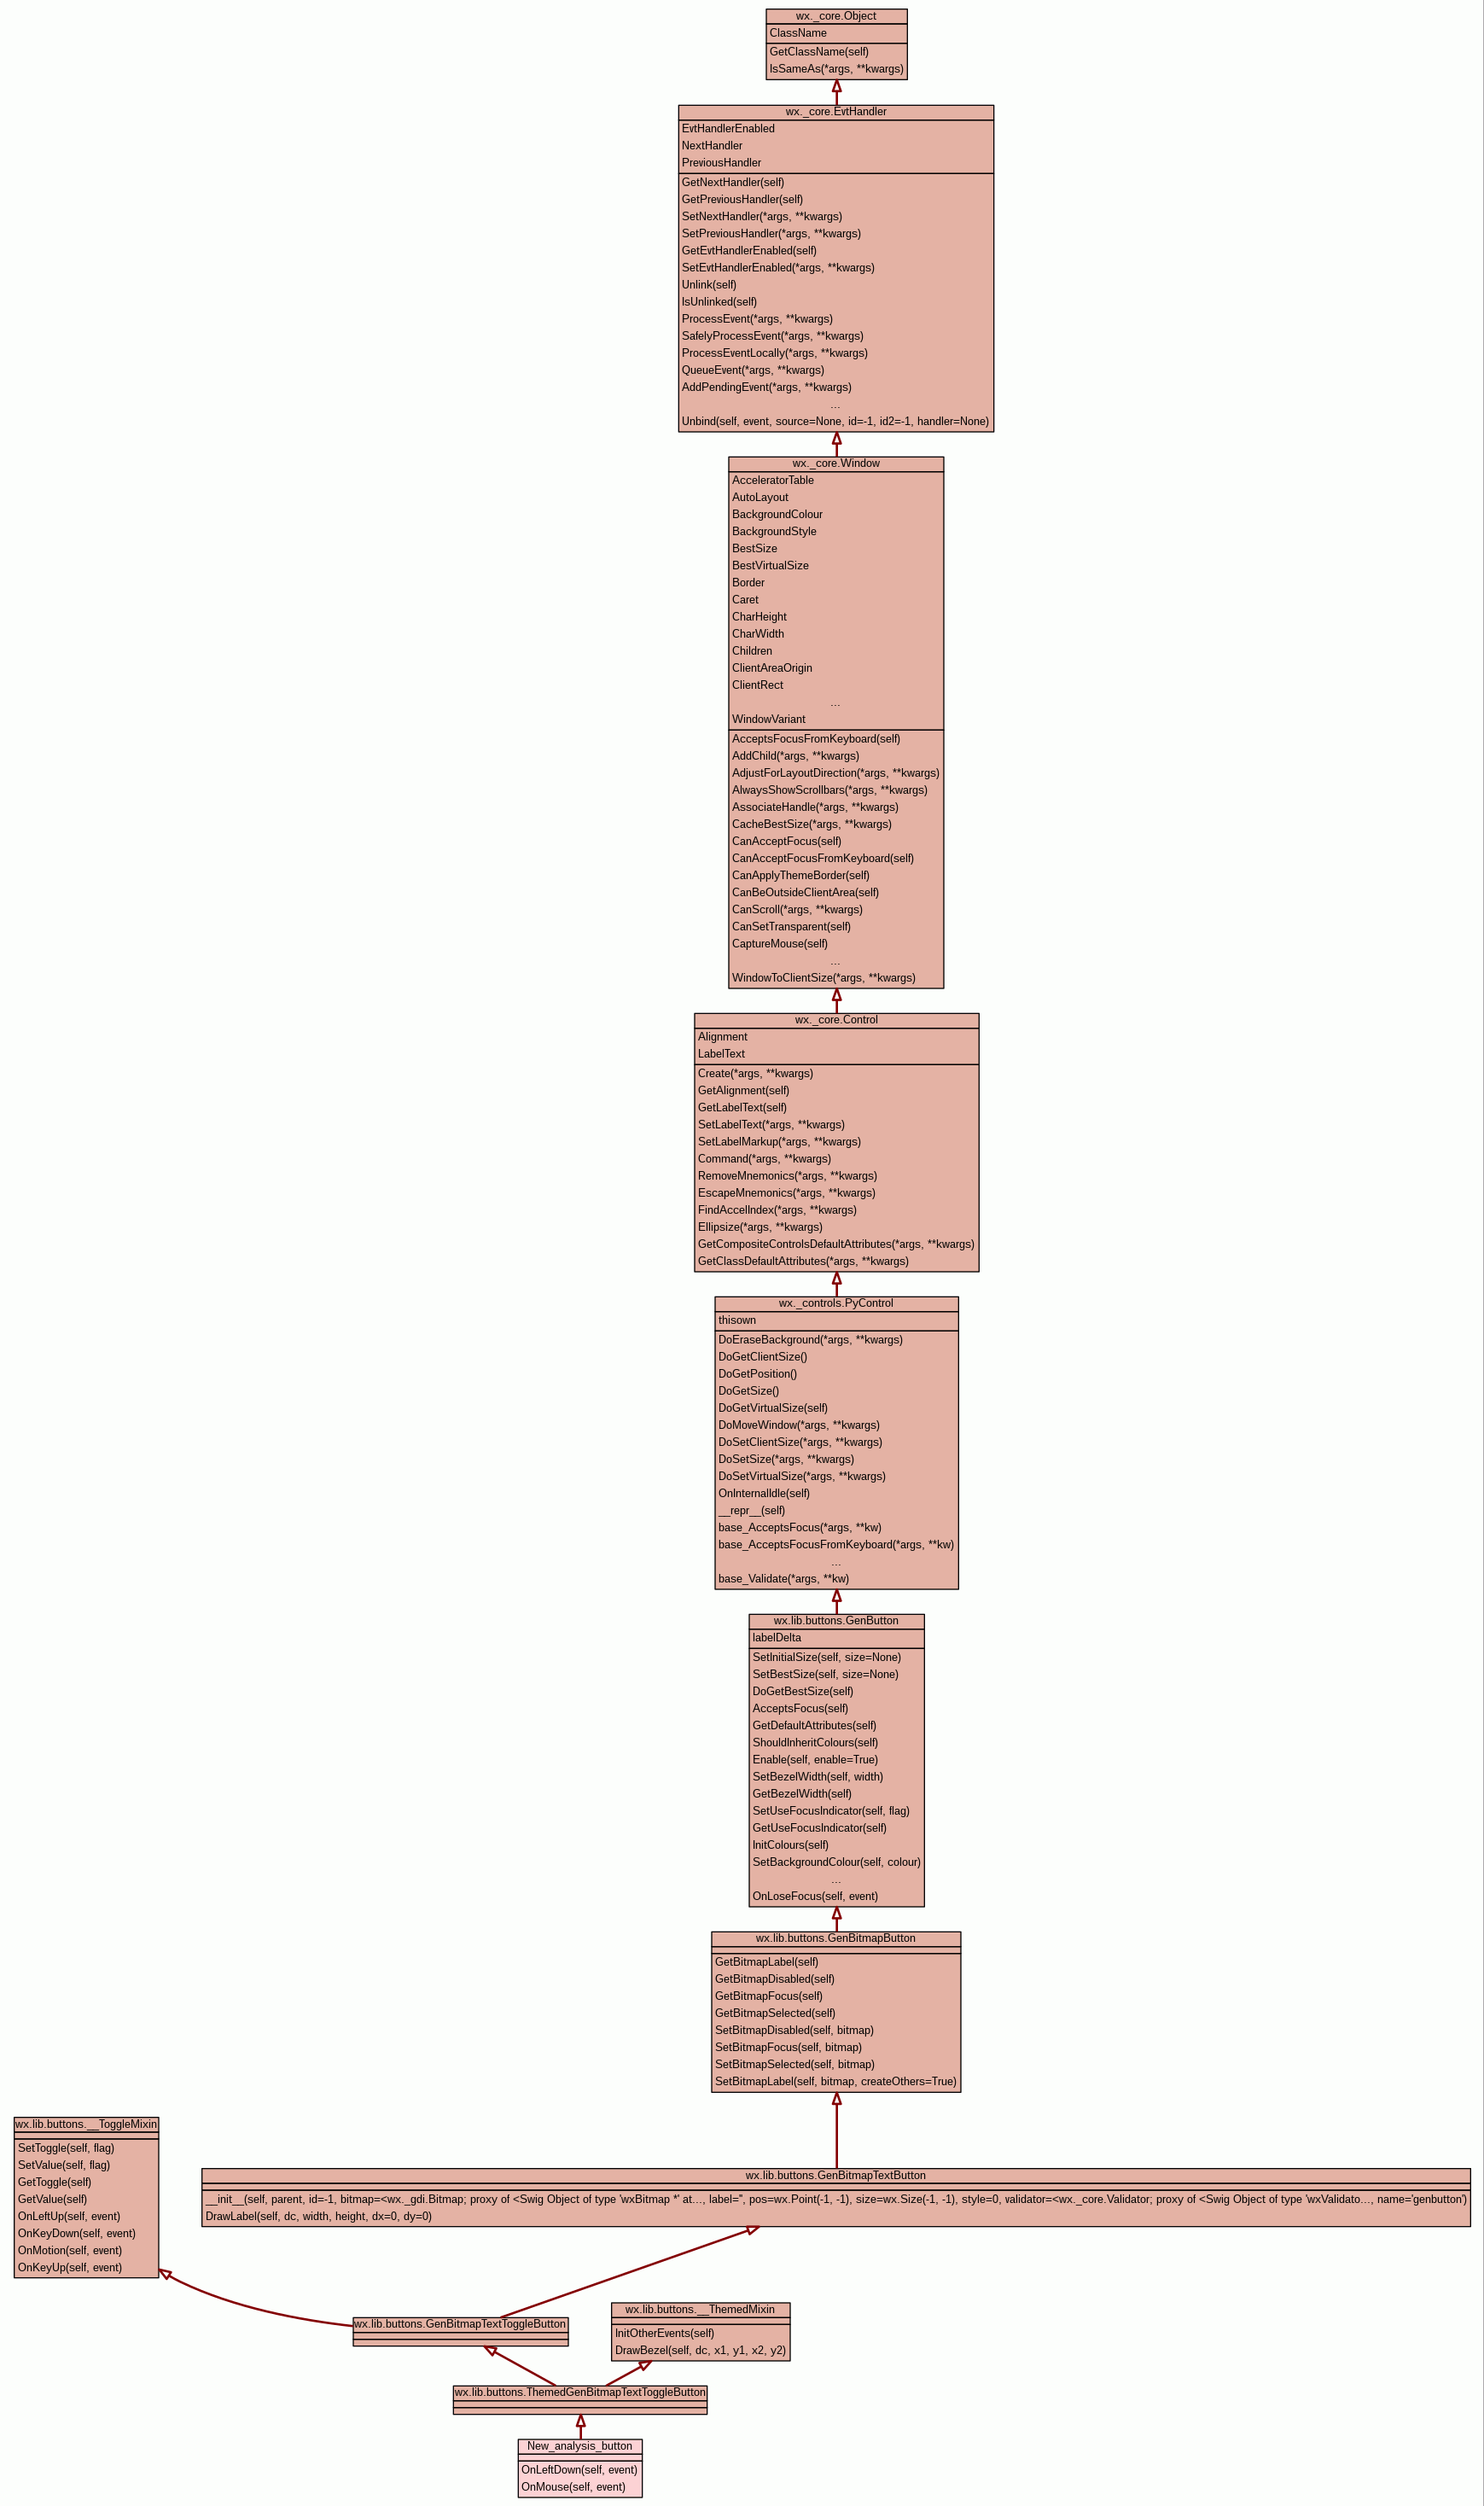 wx._core.Object
ClassName
GetClassName(self)
IsSameAs(*args, **kwargs)
wx._core.EvtHandler
EvtHandlerEnabled
NextHandler
PreviousHandler
GetNextHandler(self)
GetPreviousHandler(self)
SetNextHandler(*args, **kwargs)
SetPreviousHandler(*args, **kwargs)
GetEvtHandlerEnabled(self)
SetEvtHandlerEnabled(*args, **kwargs)
Unlink(self)
IsUnlinked(self)
ProcessEvent(*args, **kwargs)
SafelyProcessEvent(*args, **kwargs)
ProcessEventLocally(*args, **kwargs)
QueueEvent(*args, **kwargs)
AddPendingEvent(*args, **kwargs)
...
Unbind(self, event, source=None, id=-1, id2=-1, handler=None)
wx._core.Window
AcceleratorTable
AutoLayout
BackgroundColour
BackgroundStyle
BestSize
BestVirtualSize
Border
Caret
CharHeight
CharWidth
Children
ClientAreaOrigin
ClientRect
...
WindowVariant
AcceptsFocusFromKeyboard(self)
AddChild(*args, **kwargs)
AdjustForLayoutDirection(*args, **kwargs)
AlwaysShowScrollbars(*args, **kwargs)
AssociateHandle(*args, **kwargs)
CacheBestSize(*args, **kwargs)
CanAcceptFocus(self)
CanAcceptFocusFromKeyboard(self)
CanApplyThemeBorder(self)
CanBeOutsideClientArea(self)
CanScroll(*args, **kwargs)
CanSetTransparent(self)
CaptureMouse(self)
...
WindowToClientSize(*args, **kwargs)
wx._core.Control
Alignment
LabelText
Create(*args, **kwargs)
GetAlignment(self)
GetLabelText(self)
SetLabelText(*args, **kwargs)
SetLabelMarkup(*args, **kwargs)
Command(*args, **kwargs)
RemoveMnemonics(*args, **kwargs)
EscapeMnemonics(*args, **kwargs)
FindAccelIndex(*args, **kwargs)
Ellipsize(*args, **kwargs)
GetCompositeControlsDefaultAttributes(*args, **kwargs)
GetClassDefaultAttributes(*args, **kwargs)
wx._controls.PyControl
thisown
DoEraseBackground(*args, **kwargs)
DoGetClientSize()
DoGetPosition()
DoGetSize()
DoGetVirtualSize(self)
DoMoveWindow(*args, **kwargs)
DoSetClientSize(*args, **kwargs)
DoSetSize(*args, **kwargs)
DoSetVirtualSize(*args, **kwargs)
OnInternalIdle(self)
__repr__(self)
base_AcceptsFocus(*args, **kw)
base_AcceptsFocusFromKeyboard(*args, **kw)
...
base_Validate(*args, **kw)
wx.lib.buttons.GenButton
labelDelta
SetInitialSize(self, size=None)
SetBestSize(self, size=None)
DoGetBestSize(self)
AcceptsFocus(self)
GetDefaultAttributes(self)
ShouldInheritColours(self)
Enable(self, enable=True)
SetBezelWidth(self, width)
GetBezelWidth(self)
SetUseFocusIndicator(self, flag)
GetUseFocusIndicator(self)
InitColours(self)
SetBackgroundColour(self, colour)
...
OnLoseFocus(self, event)
wx.lib.buttons.GenBitmapButton
GetBitmapLabel(self)
GetBitmapDisabled(self)
GetBitmapFocus(self)
GetBitmapSelected(self)
SetBitmapDisabled(self, bitmap)
SetBitmapFocus(self, bitmap)
SetBitmapSelected(self, bitmap)
SetBitmapLabel(self, bitmap, createOthers=True)
wx.lib.buttons.__ToggleMixin
SetToggle(self, flag)
SetValue(self, flag)
GetToggle(self)
GetValue(self)
OnLeftUp(self, event)
OnKeyDown(self, event)
OnMotion(self, event)
OnKeyUp(self, event)
wx.lib.buttons.GenBitmapTextButton
__init__(self, parent, id=-1, bitmap=<wx._gdi.Bitmap; proxy of <Swig Object of type 'wxBitmap *' at..., label='', pos=wx.Point(-1, -1), size=wx.Size(-1, -1), style=0, validator=<wx._core.Validator; proxy of <Swig Object of type 'wxValidato..., name='genbutton')
DrawLabel(self, dc, width, height, dx=0, dy=0)
wx.lib.buttons.GenBitmapTextToggleButton
wx.lib.buttons.__ThemedMixin
InitOtherEvents(self)
DrawBezel(self, dc, x1, y1, x2, y2)
wx.lib.buttons.ThemedGenBitmapTextToggleButton
New_analysis_button
OnLeftDown(self, event)
OnMouse(self, event)